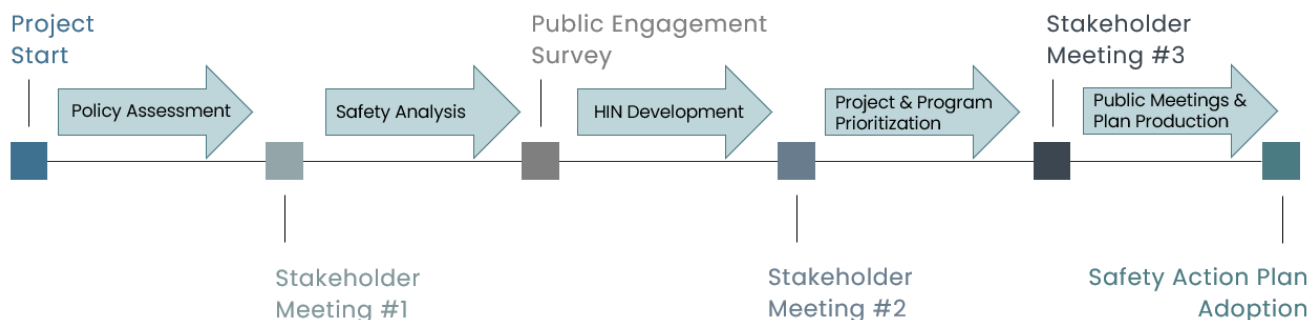 Project
Start
Public Engagement
Survey
Stakeholder
Meeting #3
Policy Assessment
Safety Analysis
HIN Development
Project & Program
Prioritization
Public Meetings &
Plan Production
Stakeholder
Meeting #1
Stakeholder
Meeting #2
Safety Action Plan
Adoption